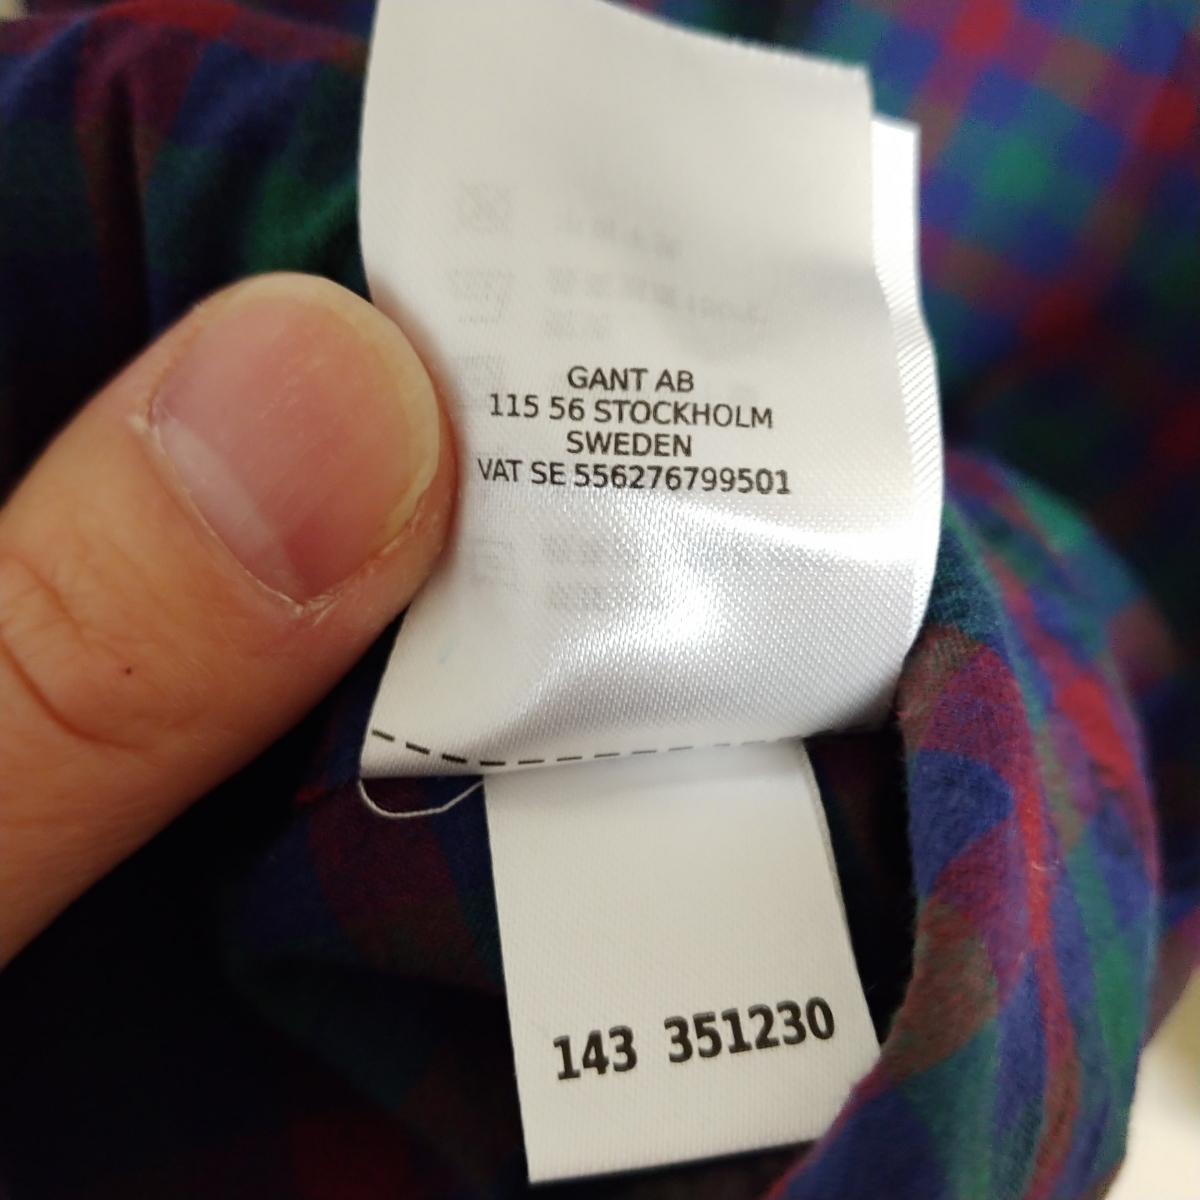 GANT AB
115 56 STOCKHOLM
SWEDEN
VAT SE 556276799501
143 351230